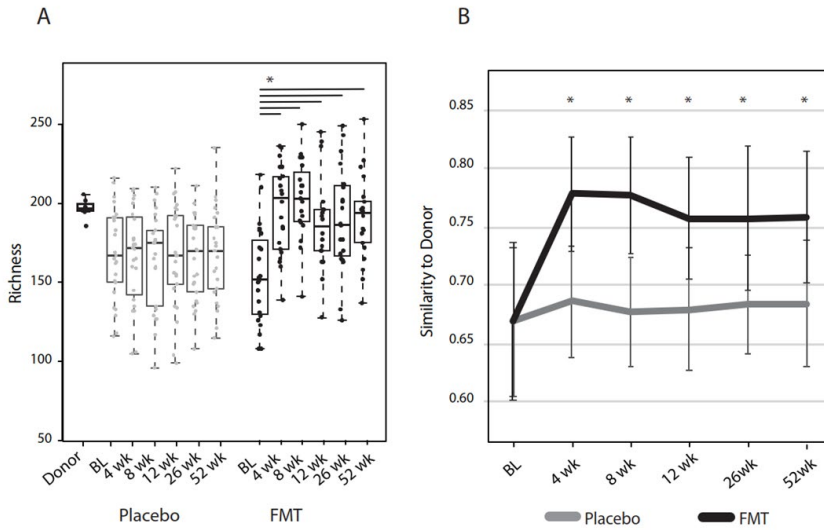 A
Richness
250
200
150
100
50
*
Donor
BL
4 wk
8 wk
12 wk
26 wk
52 wk
BL
4 wk
8 wk
12 wk
26 wk
52 wk
Placebo
FMT
B
Similarity to Donor
0.85
0.80
0.75
0.70
0.65
0.60
* * * * *
BL
4 wk
8 wk
12 wk
26wk
52wk
Placebo
FMT